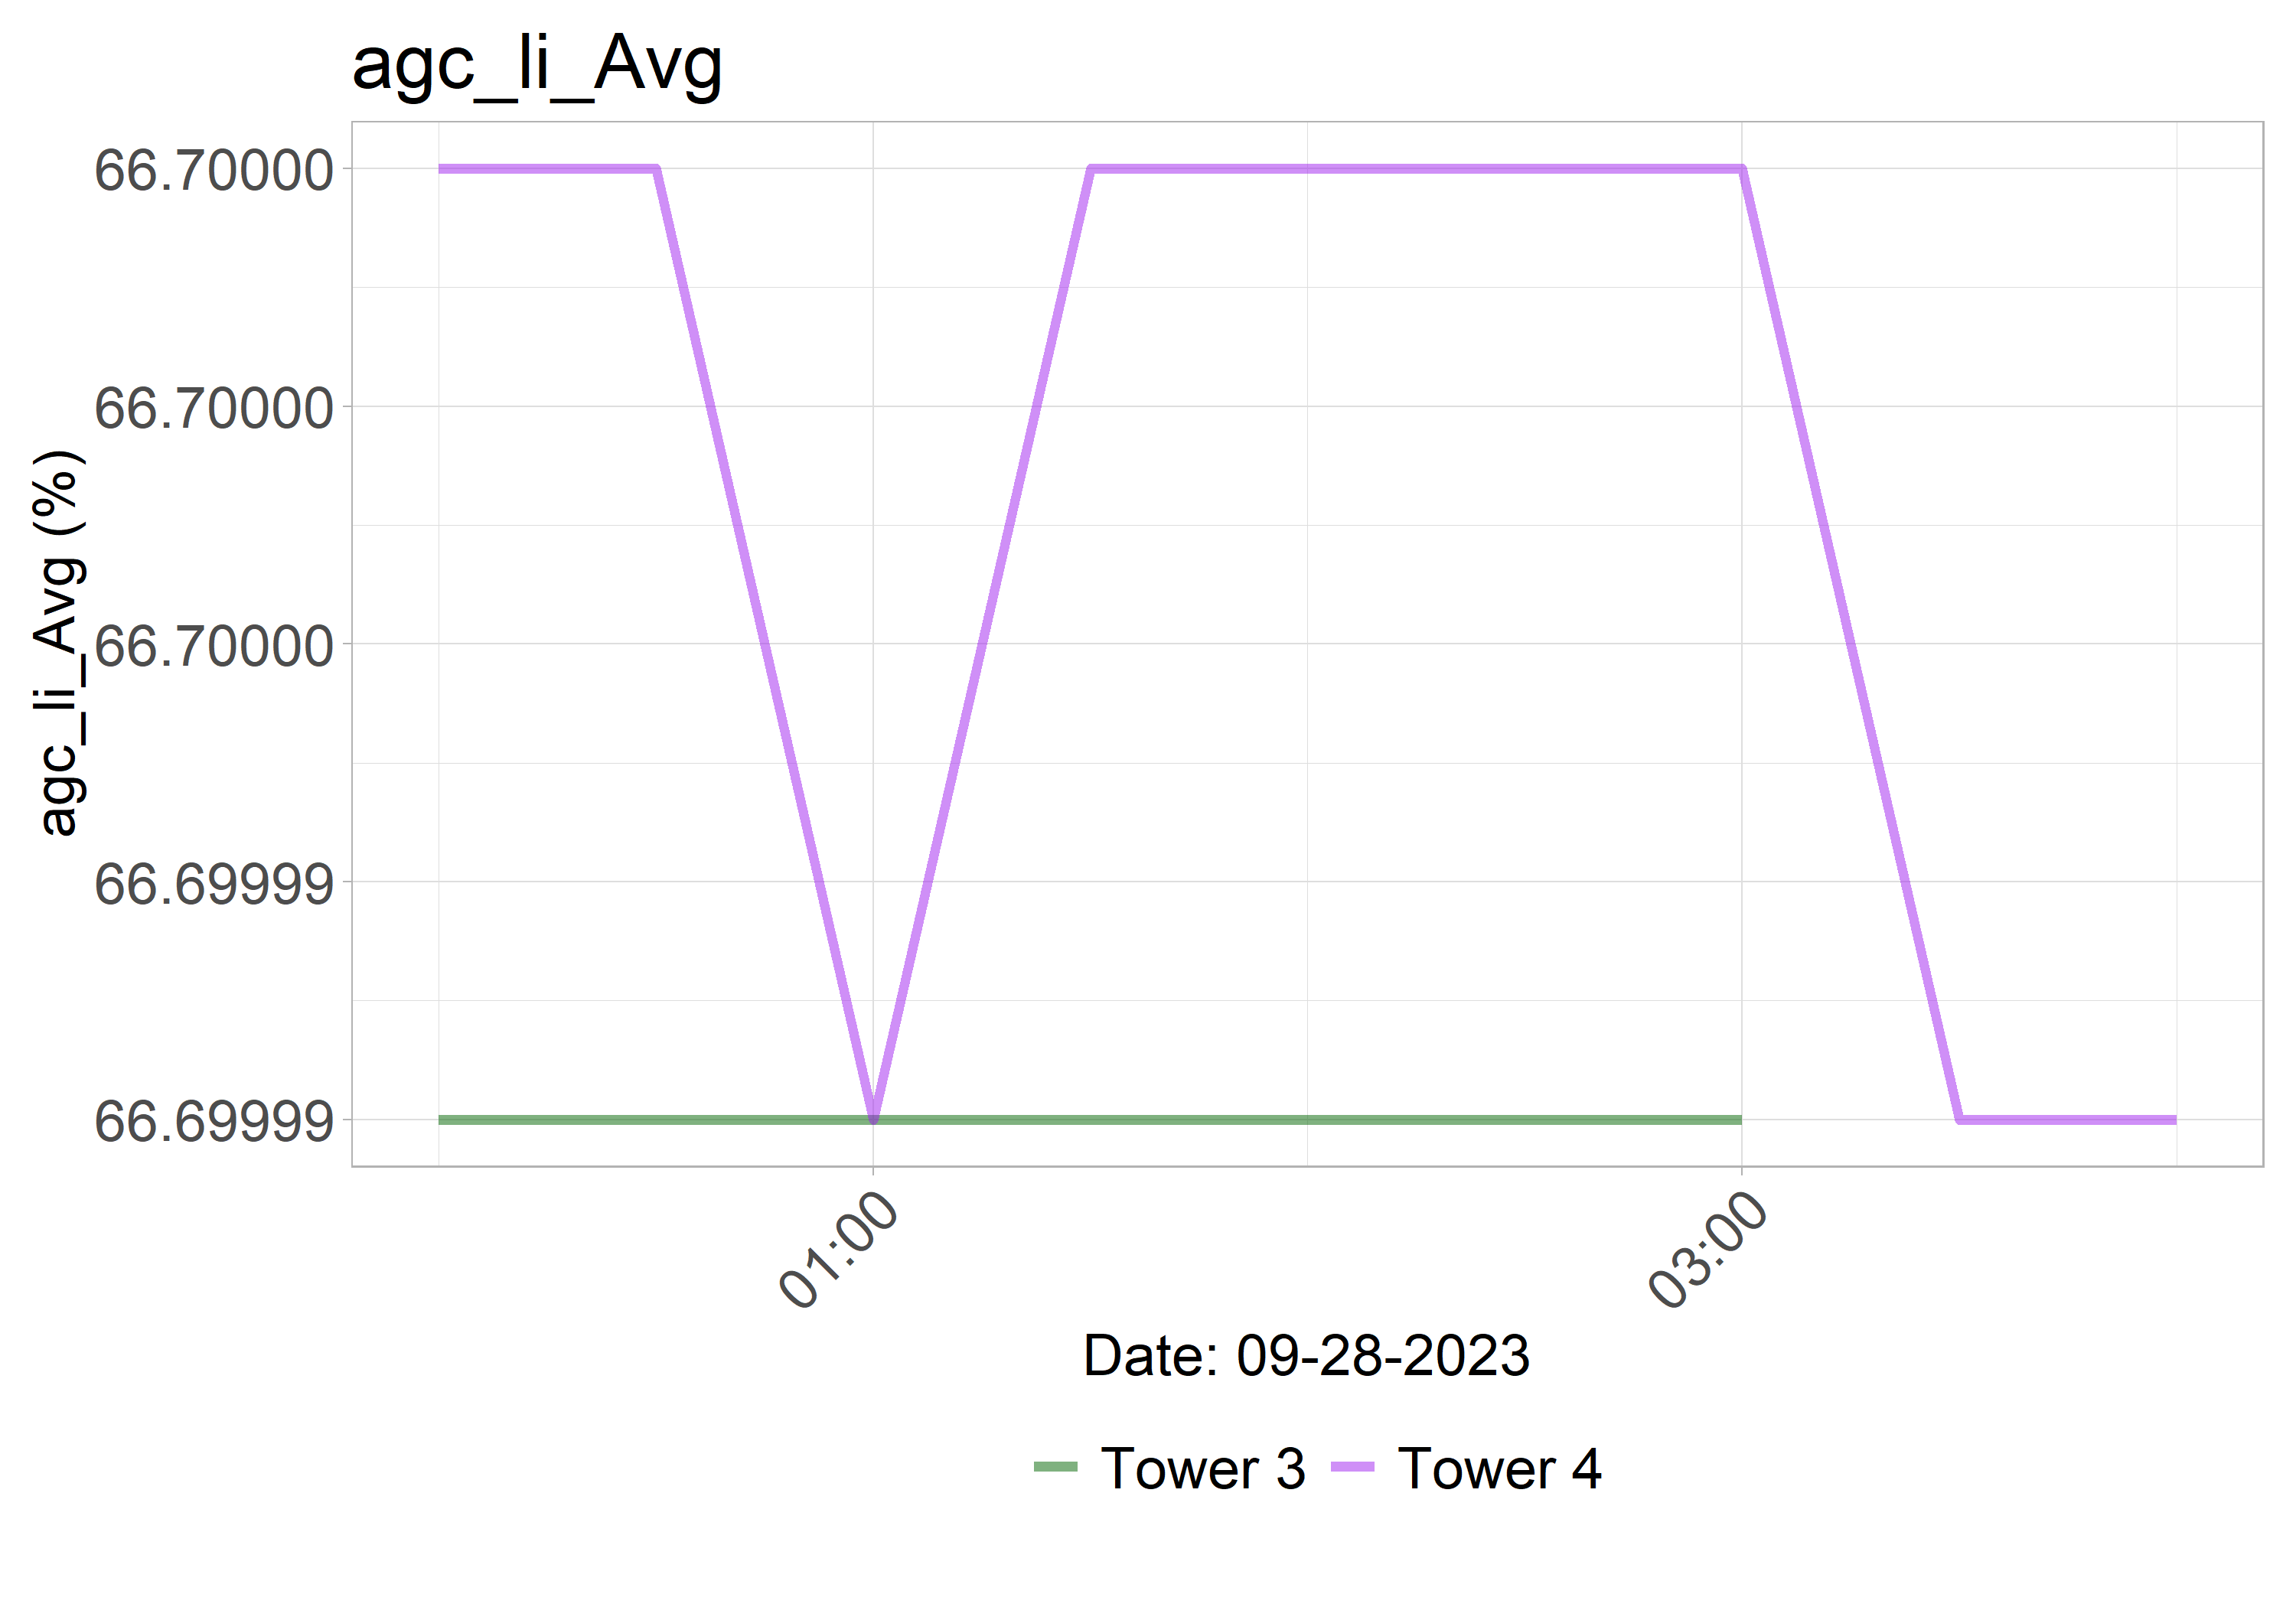 agc_li_Avg
agc_li_Avg (%)
66.70000
66.70000
66.70000
66.69999
66.69999
01:00
03:00
Date: 09-28-2023
Tower 3
Tower 4